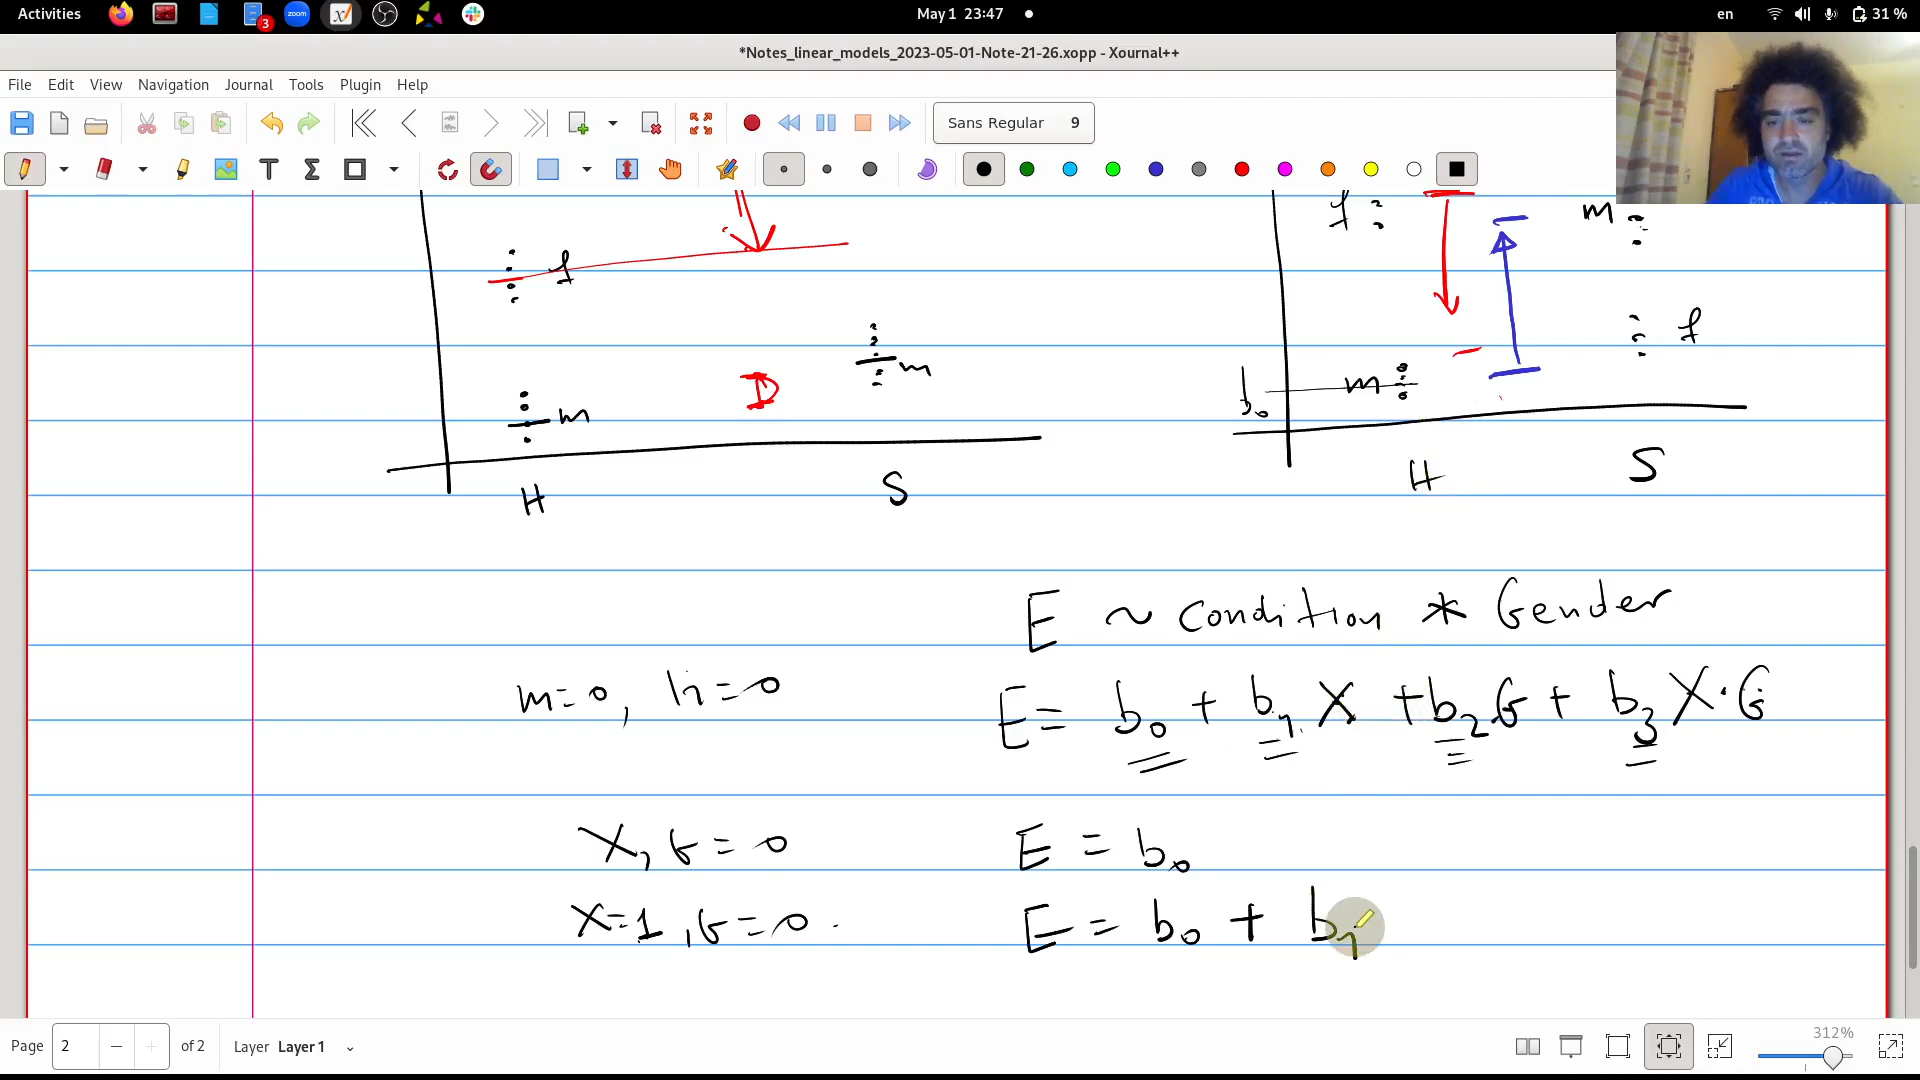 Activities
3
zoom
May 1 23:47
en
31 %
*Notes_linear_models_2023-05-01-Note-21-26.xopp - Xournal++
File Edit View Navigation Journal Tools Plugin Help
Sans Regular 9
f
m
D
m
m
H
S
f
m
f
b₀
m
H
S
E ~ condition * Gender
m=0, h=0
E = b₀ + b₁X + b₂G + b₃X·G
X, G = 0
E = b₀
X=1, G=0.
E = b₀ + b₁
Page 2 of 2 Layer Layer 1
312%